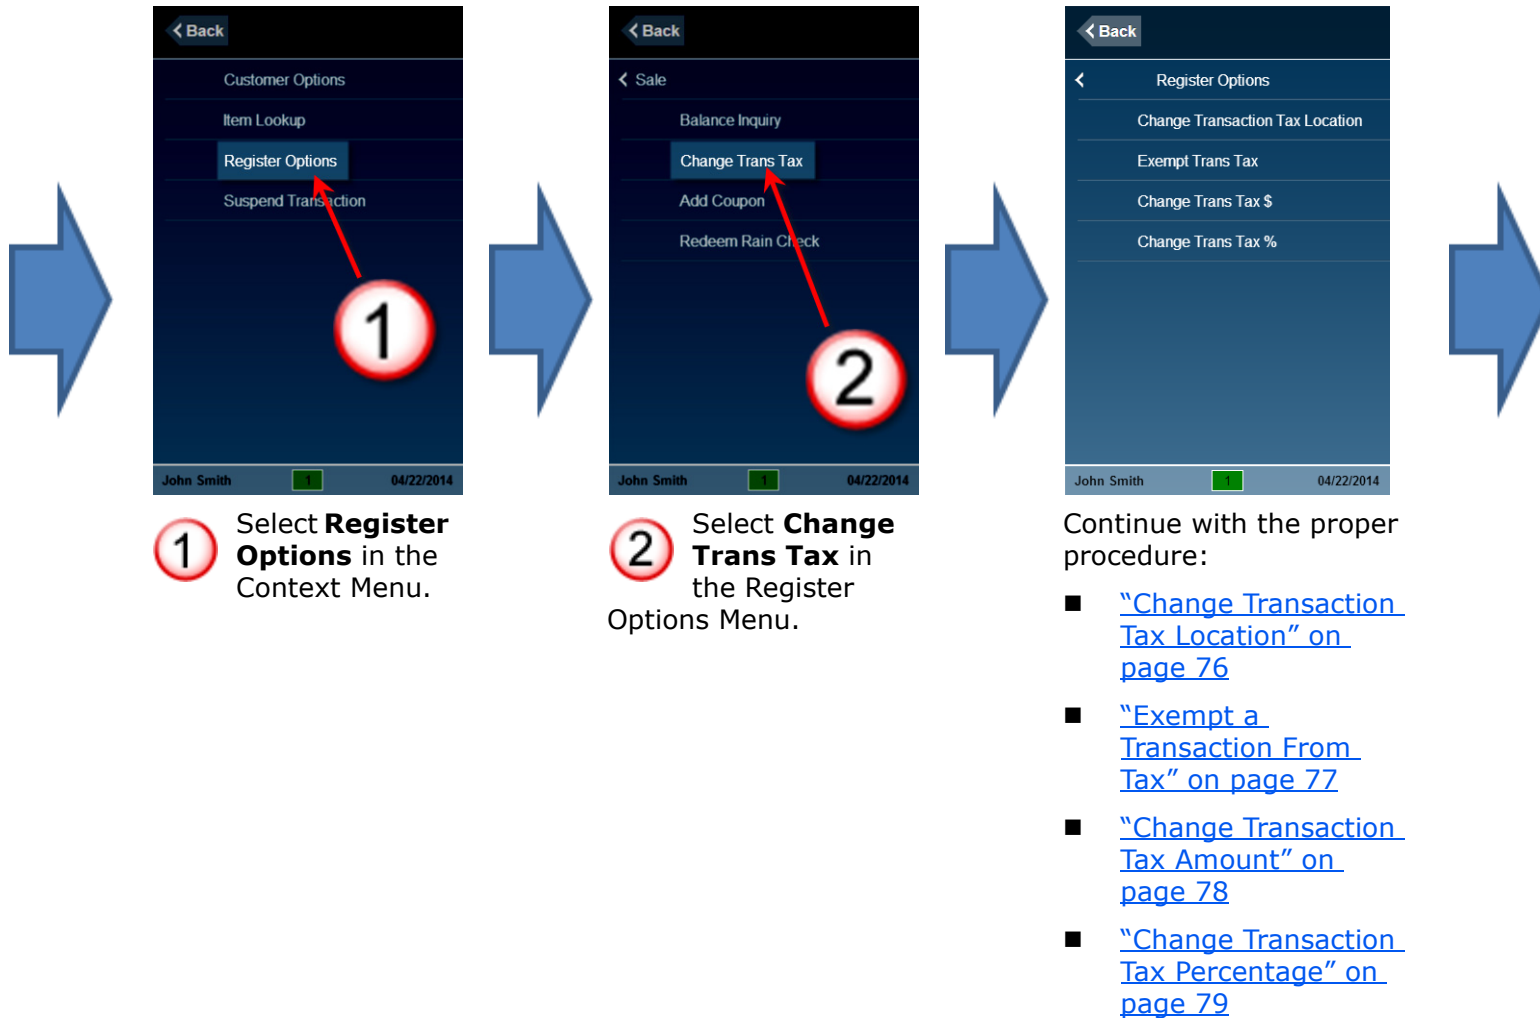 Back
Customer Options
Item Lookup
Register Options
Suspend Transaction
1
John Smith 1 04/22/2014
1 Select Register
Options in the
Context Menu.
Back
Sale
Balance Inquiry
Change Trans Tax
Add Coupon
Redeem Rain Check
2
John Smith 1 04/22/2014
2 Select Change
Trans Tax in
the Register
Options Menu.
Back
Register Options
Change Transaction Tax Location
Exempt Trans Tax
Change Trans Tax $
Change Trans Tax %
John Smith 1 04/22/2014
Continue with the proper
procedure:
■ “Change Transaction
Tax Location” on
page 76
■ “Exempt a
Transaction From
Tax” on page 77
■ “Change Transaction
Tax Amount” on
page 78
■ “Change Transaction
Tax Percentage” on
page 79